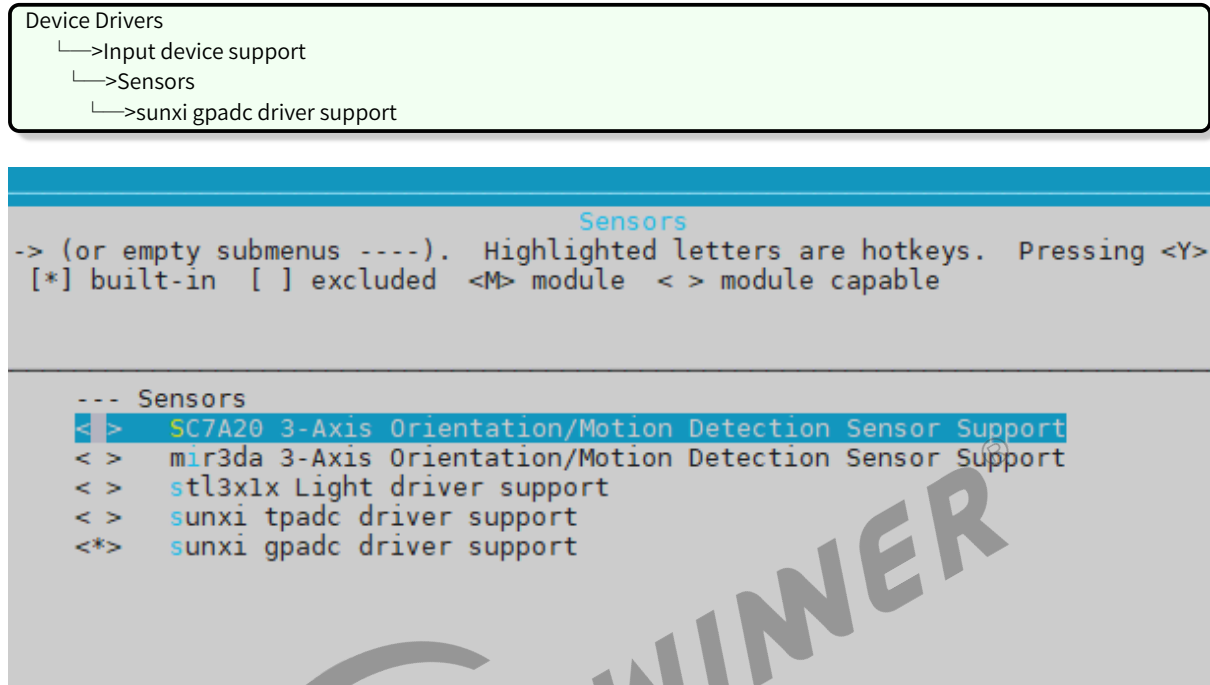 Device Drivers
└──>Input device support
└──>Sensors
└──>sunxi gpadc driver support
Sensors
-> (or empty submenus ----).  Highlighted letters are hotkeys.  Pressing <Y>
[*] built-in  [ ] excluded  <M> module  < > module capable
--- Sensors
< >   SC7A20 3-Axis Orientation/Motion Detection Sensor Support
< >   mir3da 3-Axis Orientation/Motion Detection Sensor Support
< >   stl3x1x Light driver support
< >   sunxi tpadc driver support
<*>   sunxi gpadc driver support
WINNER®